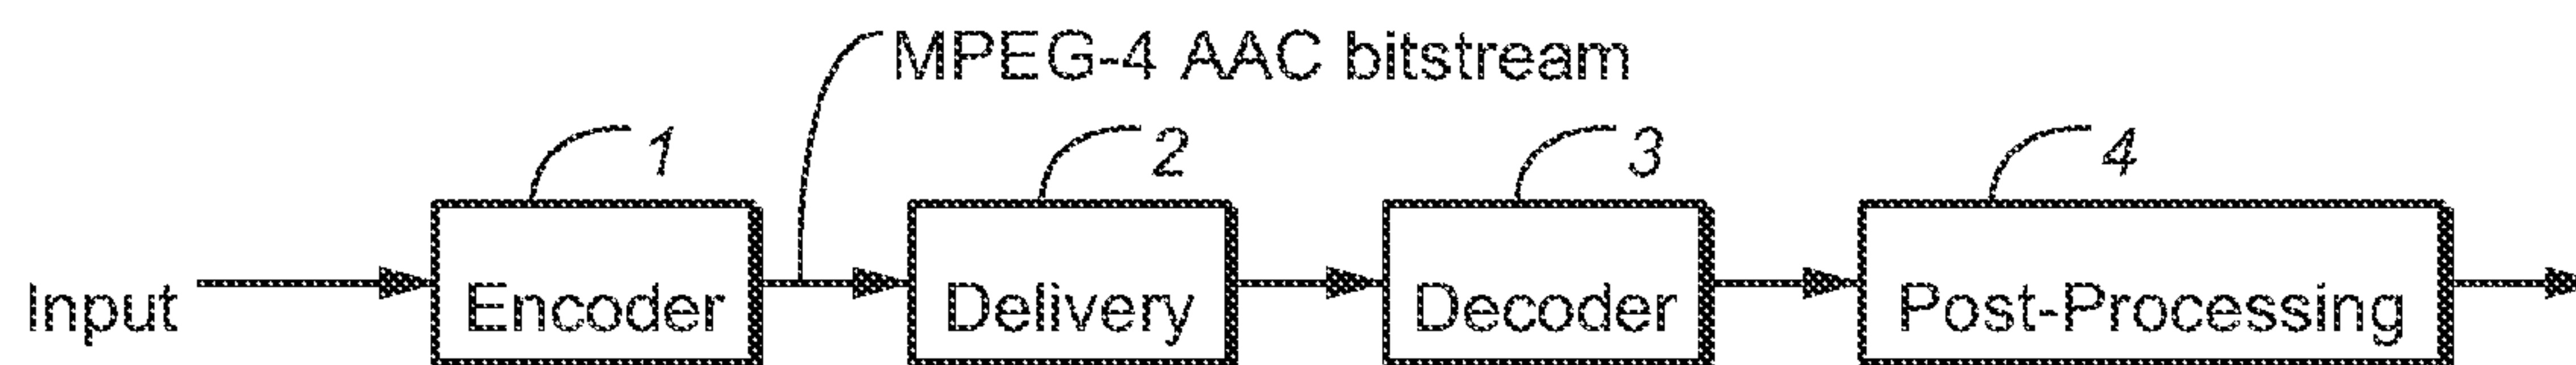 MPEG-4 AAC bitstream
1 2 3 4
Input Encoder Delivery Decoder Post-Processing